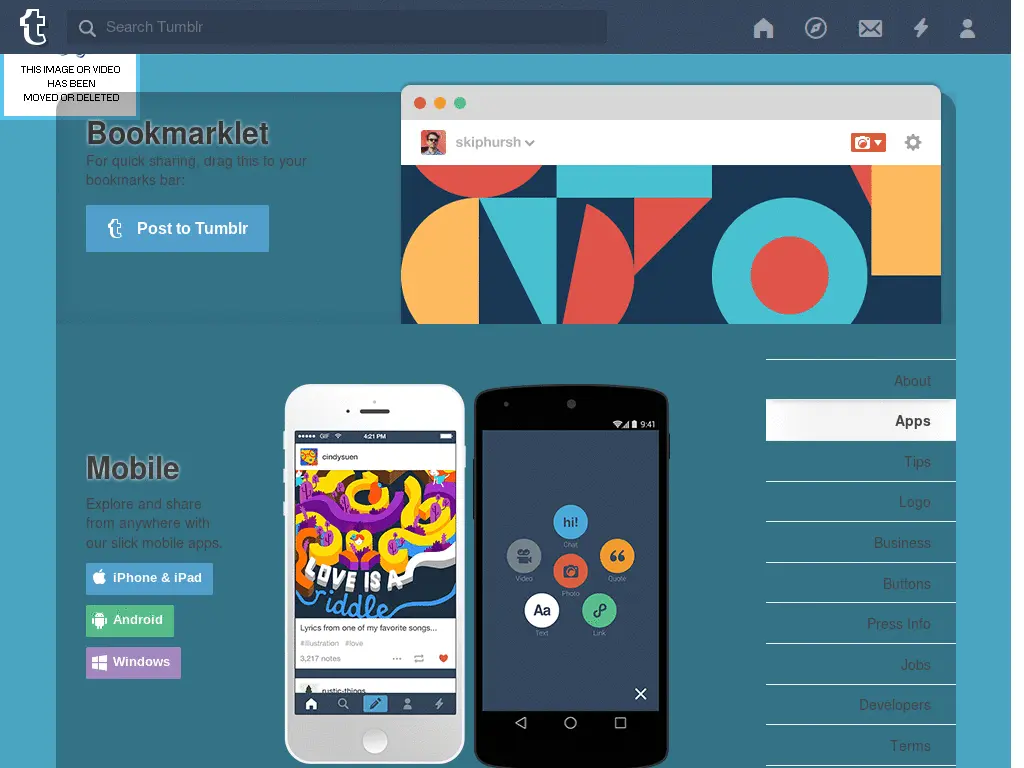 Search Tumblr
THIS IMAGE OR VIDEO
HAS BEEN
MOVED OR DELETED
Bookmarklet
For quick sharing, drag this to your
bookmarks bar:
Post to Tumblr
skiphursh
About
Apps
Tips
Logo
Business
Buttons
Press Info
Jobs
Developers
Terms
Mobile
Explore and share
from anywhere with
our slick mobile apps.
iPhone & iPad
Android
Windows
GIF
4:21 PM
cindysuen
LOVE IS A
riddle
Lyrics from one of my favorite songs...
#illustration #love
3,217 notes
rustic-things
9:41
hi!
Chat
Video
Quote
Photo
Aa
Text
Link